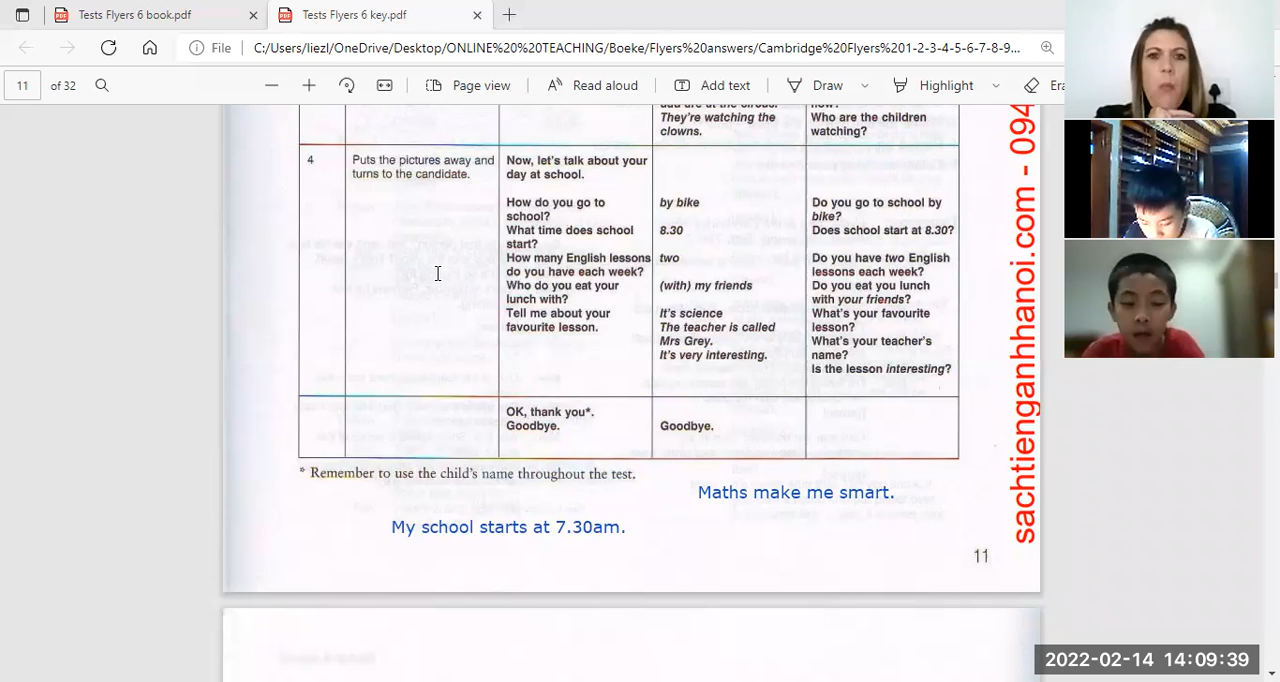 Tests Flyers 6 book.pdf
Tests Flyers 6 key.pdf
File
C:/Users/liezl/OneDrive/Desktop/ONLINE%20%20TEACHING/Boeke/Flyers%20answers/Cambridge%20Flyers%201-2-3-4-5-6-7-8-9...
11 of 32
Page view
Read aloud
Add text
Draw
Highlight
They're watching the
clowns.
Who are the children
watching?
4
Puts the pictures away and
turns to the candidate.
Now, let's talk about your
day at school.
How do you go to
school?
by bike
Do you go to school by
bike?
What time does school
start?
8.30
Does school start at 8.30?
How many English lessons
do you have each week?
two
Do you have two English
lessons each week?
Who do you eat your
lunch with?
(with) my friends
Do you eat you lunch
with your friends?
Tell me about your
favourite lesson.
It's science
The teacher is called
Mrs Grey.
It's very interesting.
What's your favourite
lesson?
What's your teacher's
name?
Is the lesson interesting?
OK, thank you*.
Goodbye.
Goodbye.
* Remember to use the child's name throughout the test.
Maths make me smart.
My school starts at 7.30am.
11
sachtienganhhanoi.com - 094
2022-02-14 14:09:39